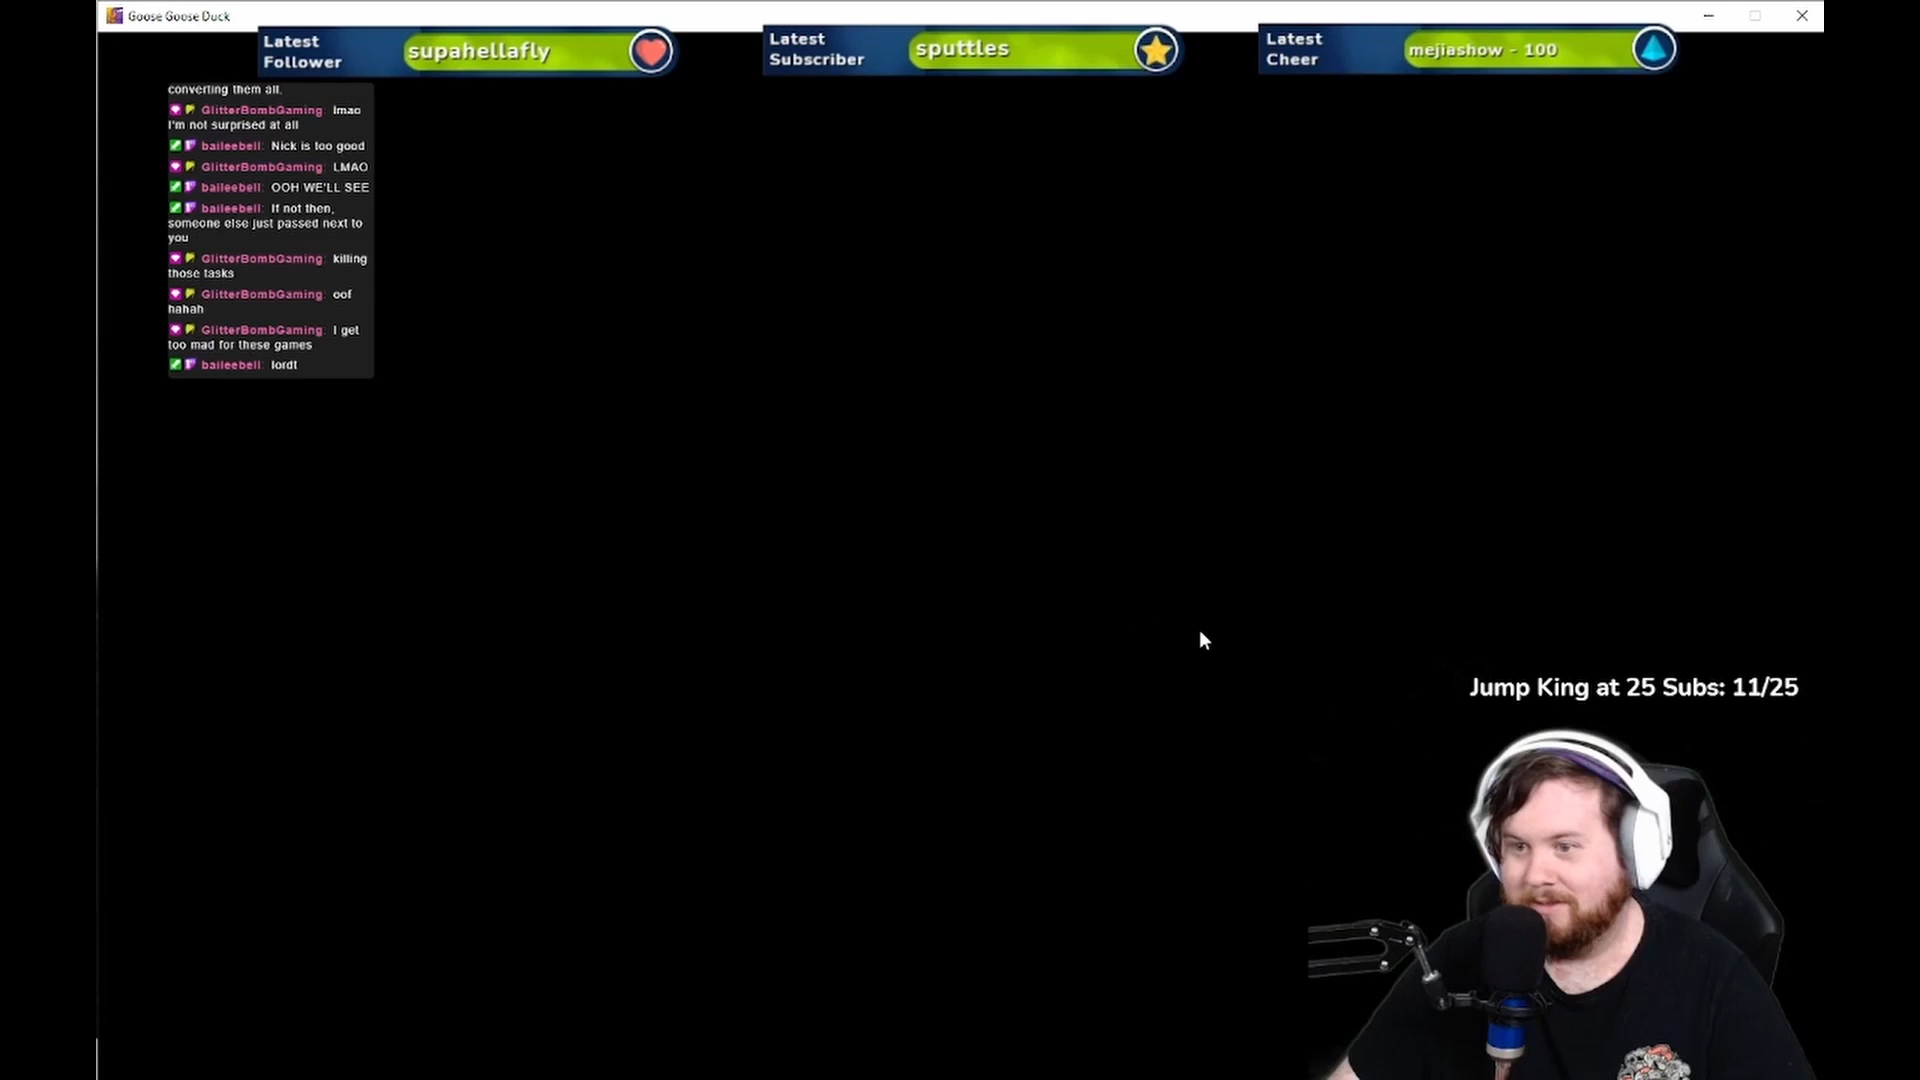 Goose Goose Duck
Latest
Follower
supahellafly
Latest
Subscriber
sputtles
Latest
Cheer
mejiashow - 100
converting them all.
GlitterBombGaming: lmao
I'm not surprised at all
baileebell: Nick is too good
GlitterBombGaming: LMAO
baileebell: OOH WE'LL SEE
baileebell: If not then,
someone else just passed next to
you
GlitterBombGaming: killing
those tasks
GlitterBombGaming: oof
hahah
GlitterBombGaming: I get
too mad for these games
baileebell: lordt
Jump King at 25 Subs: 11/25